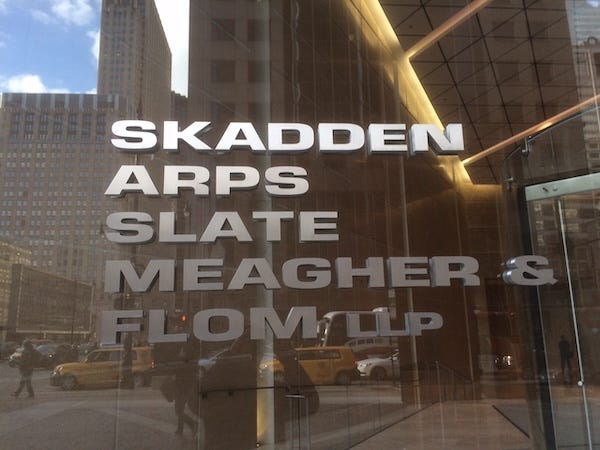 SKADDEN
ARPS
SLATE
MEAGHER &
FLOM LLP